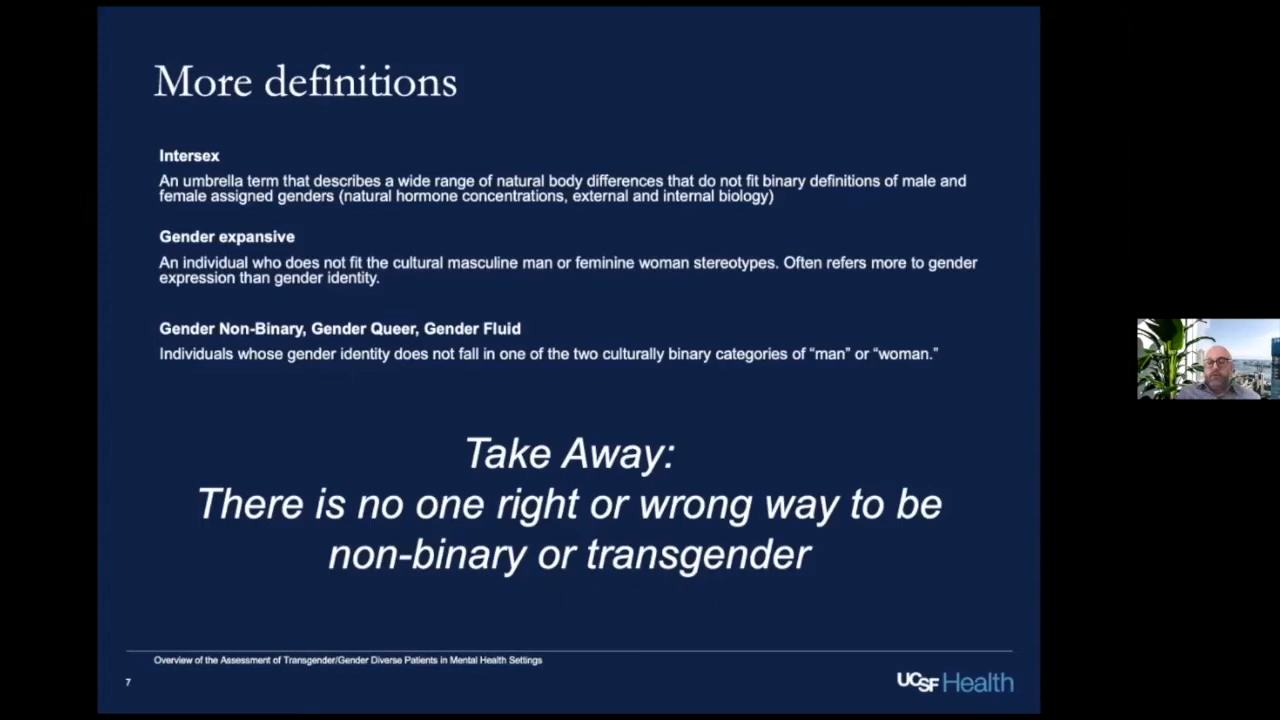 More definitions
Intersex
An umbrella term that describes a wide range of natural body differences that do not fit binary definitions of male and
female assigned genders (natural hormone concentrations, external and internal biology)
Gender expansive
An individual who does not fit the cultural masculine man or feminine woman stereotypes. Often refers more to gender
expression than gender identity.
Gender Non-Binary, Gender Queer, Gender Fluid
Individuals whose gender identity does not fall in one of the two culturally binary categories of “man” or “woman.”
Take Away:
There is no one right or wrong way to be
non-binary or transgender
Overview of the Assessment of Transgender/Gender Diverse Patients in Mental Health Settings
7
UCSF Health